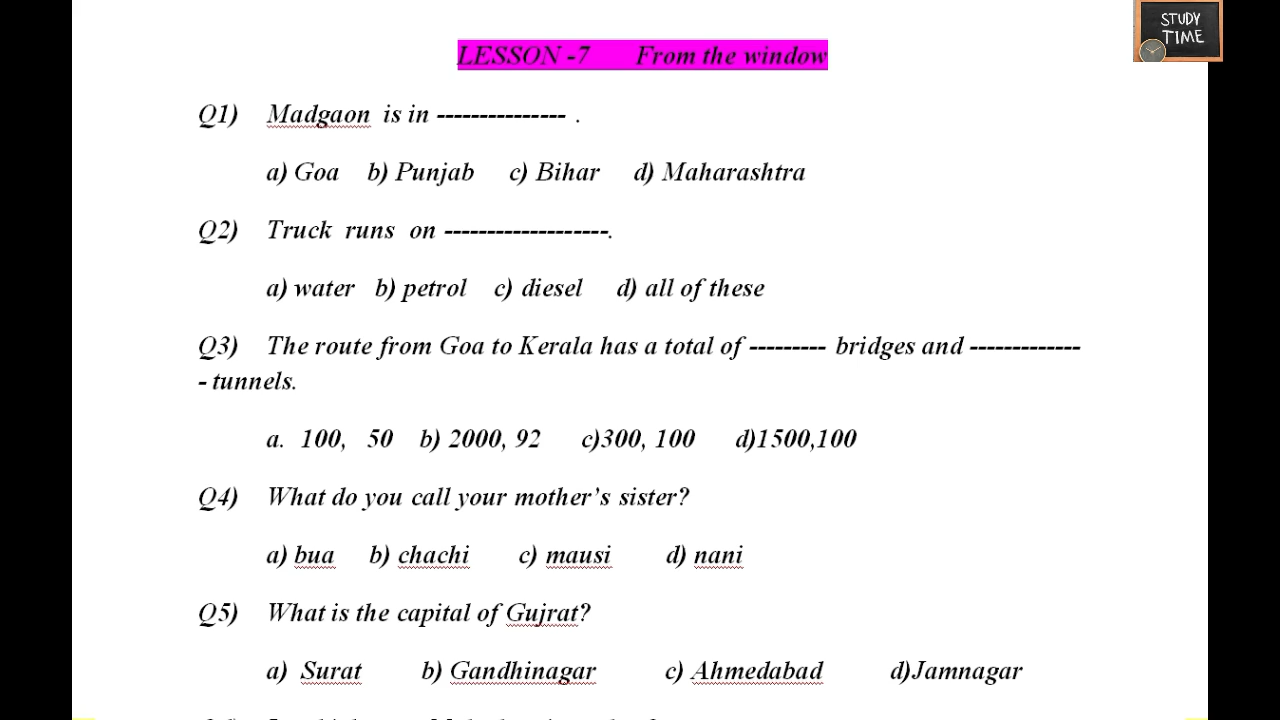 STUDY
TIME
LESSON -7 From the window
Q1) Madgaon is in --------------- .
a) Goa b) Punjab c) Bihar d) Maharashtra
Q2) Truck runs on -------------------.
a) water b) petrol c) diesel d) all of these
Q3) The route from Goa to Kerala has a total of --------- bridges and -------------
- tunnels.
a. 100, 50 b) 2000, 92 c)300, 100 d)1500,100
Q4) What do you call your mother’s sister?
a) bua b) chachi c) mausi d) nani
Q5) What is the capital of Gujrat?
a) Surat b) Gandhinagar c) Ahmedabad d)Jamnagar